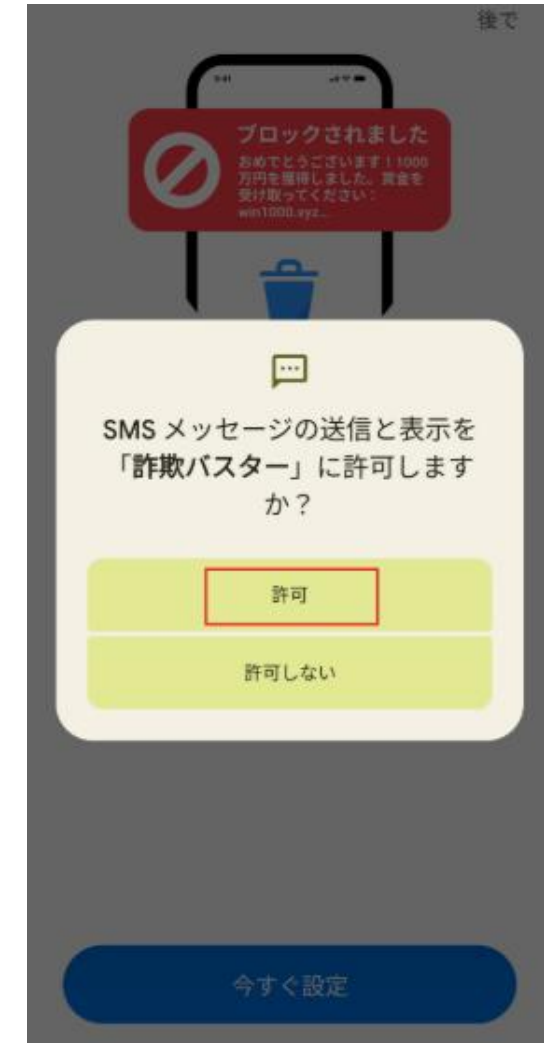 後で
9:41
ブロックされました
おめでとうございます！1000
万円を獲得しました。賞金を
受け取ってください：
win1000.xyz...
SMS メッセージの送信と表示を
「詐欺バスター」に許可します
か？
許可
許可しない
今すぐ設定